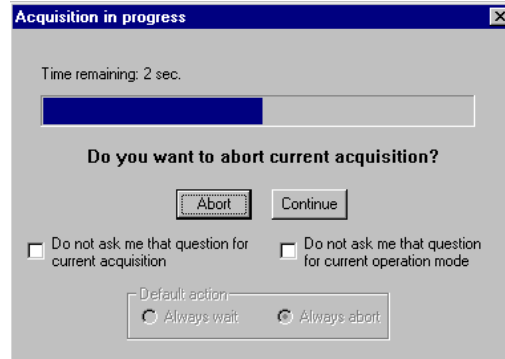 Acquisition in progress
Time remaining: 2 sec.
Do you want to abort current acquisition?
Abort Continue
Do not ask me that question for
current acquisition
Do not ask me that question
for current operation mode
Default action
Always wait Always abort